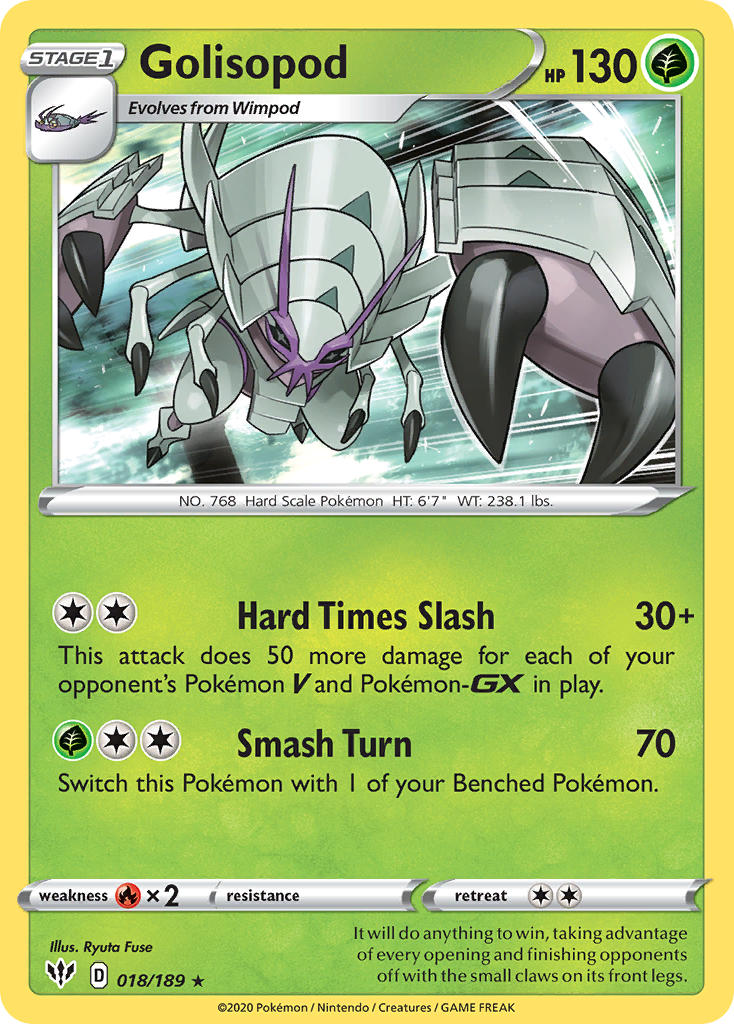 STAGE 1
Golisopod
HP 130
Evolves from Wimpod
NO. 768 Hard Scale Pokémon HT: 6'7" WT: 238.1 lbs.
Hard Times Slash 30+
This attack does 50 more damage for each of your
opponent's Pokémon V and Pokémon-GX in play.
Smash Turn 70
Switch this Pokémon with 1 of your Benched Pokémon.
weakness ×2 resistance retreat
Illus. Ryuta Fuse
D 018/189 ★
It will do anything to win, taking advantage
of every opening and finishing opponents
off with the small claws on its front legs.
©2020 Pokémon / Nintendo / Creatures / GAME FREAK